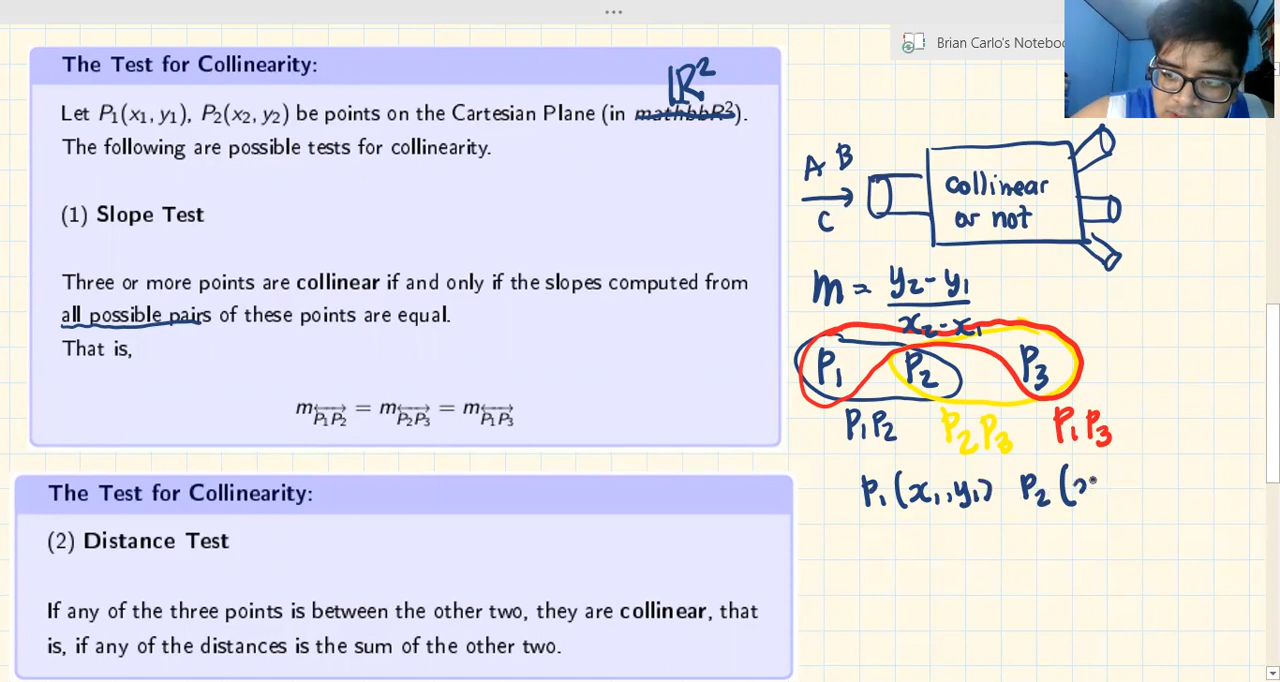 ...
Brian Carlo's Noteboo
The Test for Collinearity:
ℝ²
Let P₁(x₁, y₁), P₂(x₂, y₂) be points on the Cartesian Plane (in mathbbR²).
The following are possible tests for collinearity.
(1) Slope Test
Three or more points are collinear if and only if the slopes computed from
all possible pairs of these points are equal.
That is,
m P₁P₂ = m P₂P₃ = m P₁P₃
The Test for Collinearity:
(2) Distance Test
If any of the three points is between the other two, they are collinear, that
is, if any of the distances is the sum of the other two.
A B
C
collinear
or not
m = y₂ - y₁
x₂ - x₁
P₁ P₂ P₃
P₁P₂ P₂P₃ P₁P₃
P₁(x₁, y₁) P₂(